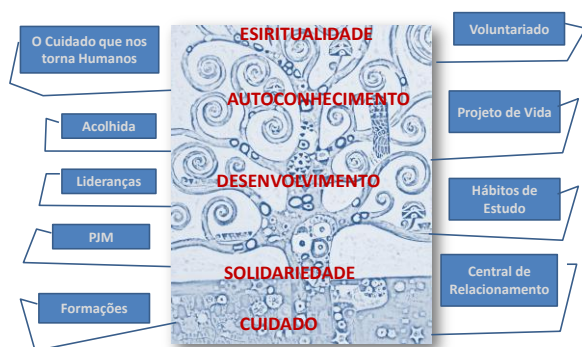 O Cuidado que nos
torna Humanos
Acolhida
Lideranças
PJM
Formações
ESIRITUALIDADE
AUTOCONHECIMENTO
DESENVOLVIMENTO
SOLIDARIEDADE
CUIDADO
Voluntariado
Projeto de Vida
Hábitos de
Estudo
Central de
Relacionamento